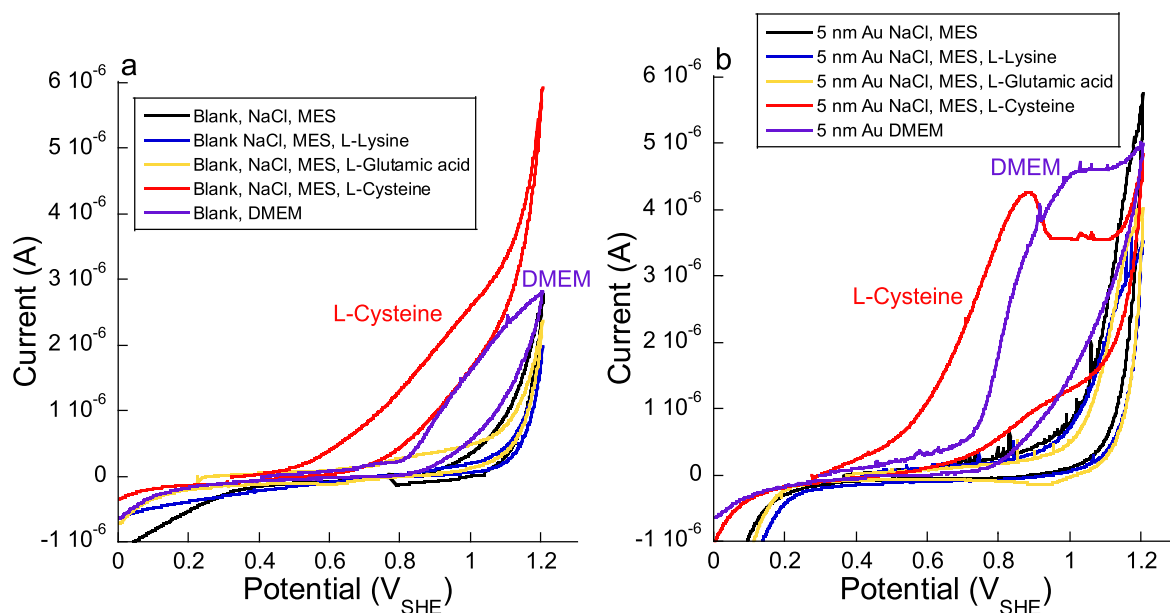 a
6 10-6
5 10-6
4 10-6
3 10-6
2 10-6
1 10-6
0
-1 10-6
Current (A)
Blank, NaCl, MES
Blank NaCl, MES, L-Lysine
Blank, NaCl, MES, L-Glutamic acid
Blank, NaCl, MES, L-Cysteine
Blank, DMEM
L-Cysteine
DMEM
0 0.2 0.4 0.6 0.8 1 1.2
Potential (VSHE)
b
5 nm Au NaCl, MES
5 nm Au NaCl, MES, L-Lysine
5 nm Au NaCl, MES, L-Glutamic acid
5 nm Au NaCl, MES, L-Cysteine
5 nm Au DMEM
6 10-6
5 10-6
4 10-6
3 10-6
2 10-6
1 10-6
0
-1 10-6
Current (A)
DMEM
L-Cysteine
0 0.2 0.4 0.6 0.8 1 1.2
Potential (VSHE)